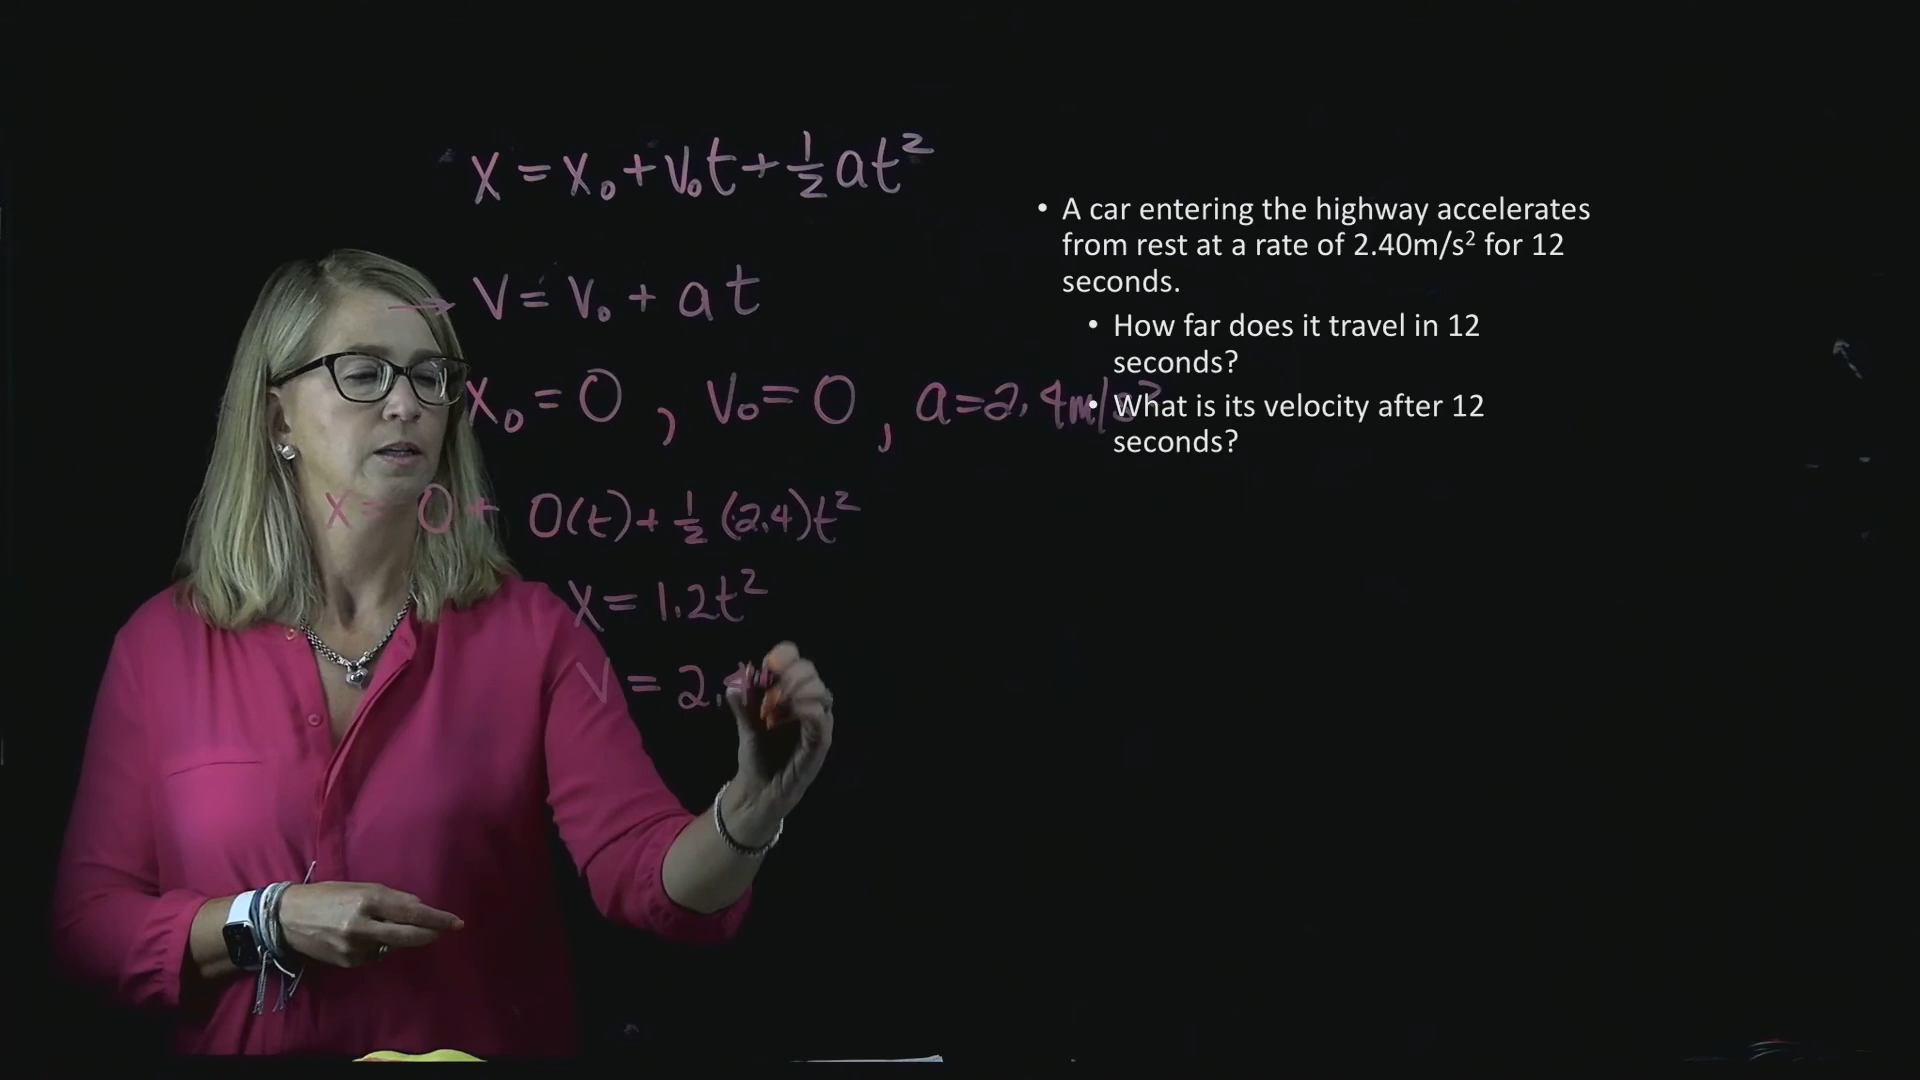 x = x₀ + v₀t + ½at²
→ v = v₀ + at
x₀ = 0 , v₀ = 0 , a = 2.4m/s²
x = 0 + 0(t) + ½(2.4)t²
x = 1.2t²
v = 2.4
• A car entering the highway accelerates
from rest at a rate of 2.40m/s² for 12
seconds.
• How far does it travel in 12
seconds?
• What is its velocity after 12
seconds?